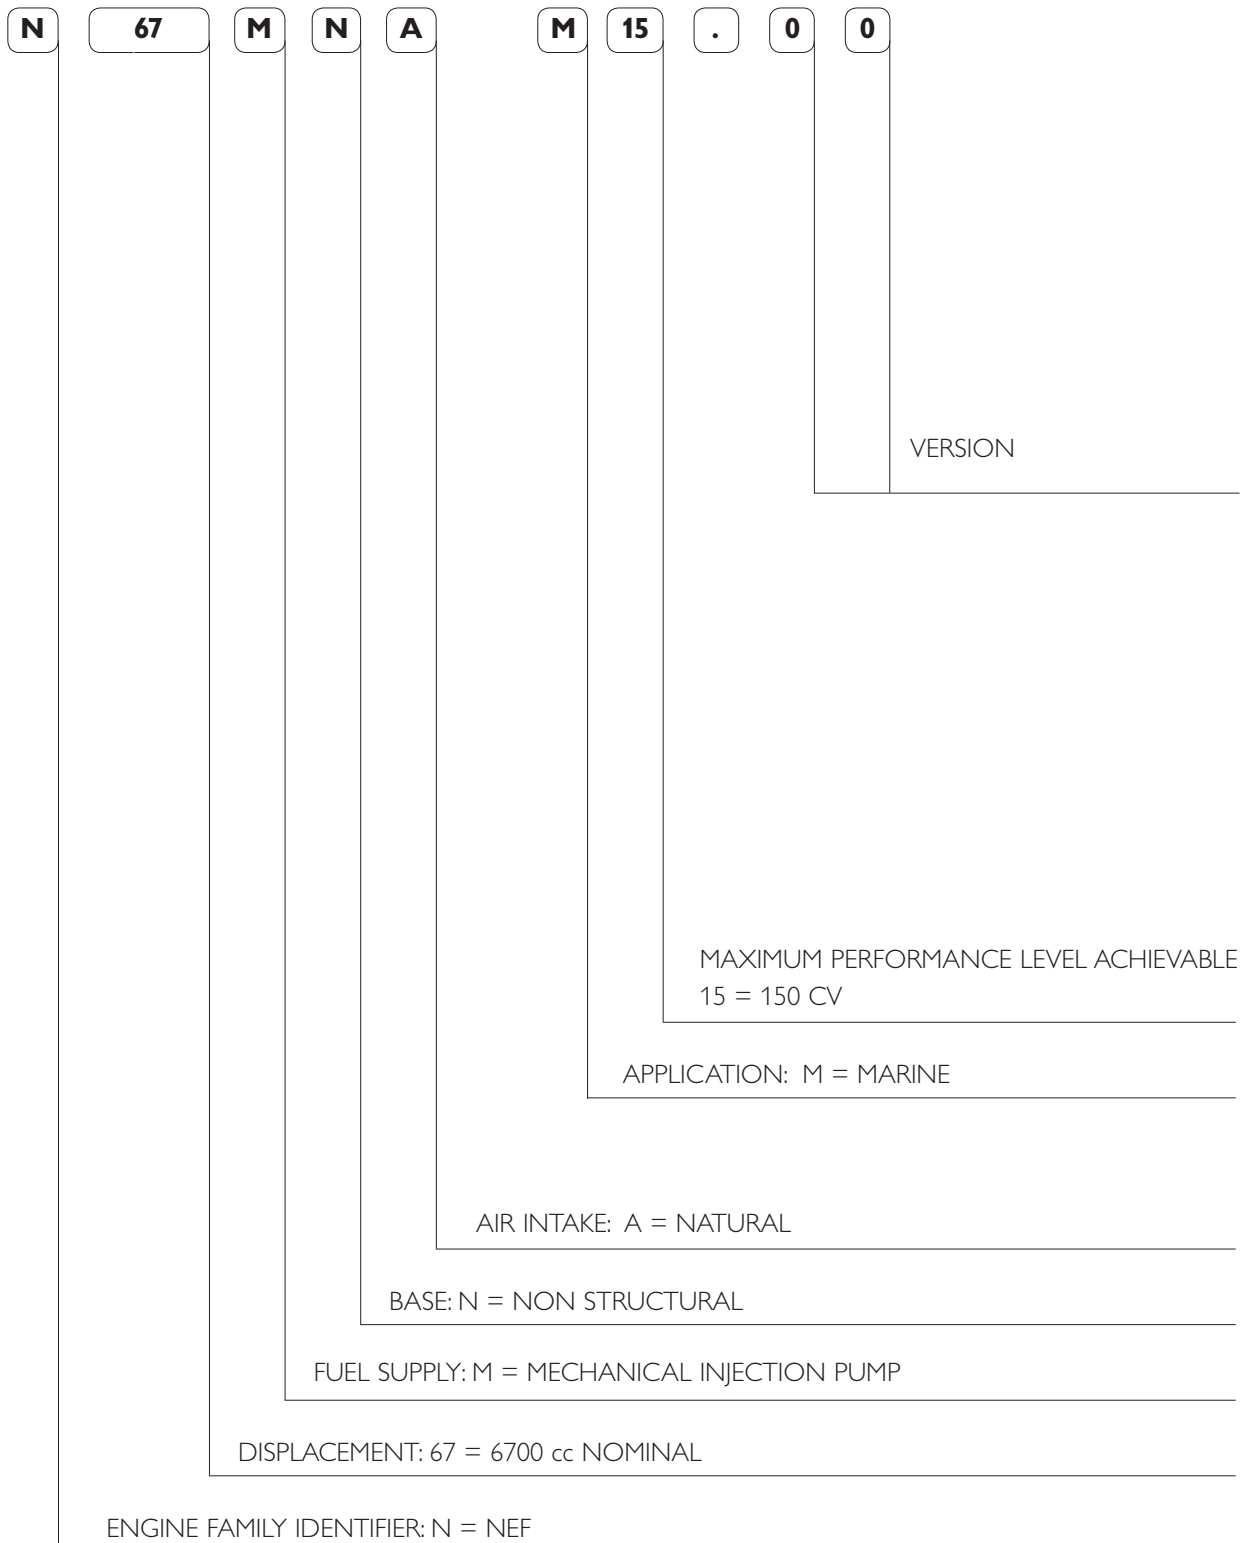 N 67 M N A M 15 . 0 0
VERSION
MAXIMUM PERFORMANCE LEVEL ACHIEVABLE
15 = 150 CV
APPLICATION: M = MARINE
AIR INTAKE: A = NATURAL
BASE: N = NON STRUCTURAL
FUEL SUPPLY: M = MECHANICAL INJECTION PUMP
DISPLACEMENT: 67 = 6700 cc NOMINAL
ENGINE FAMILY IDENTIFIER: N = NEF